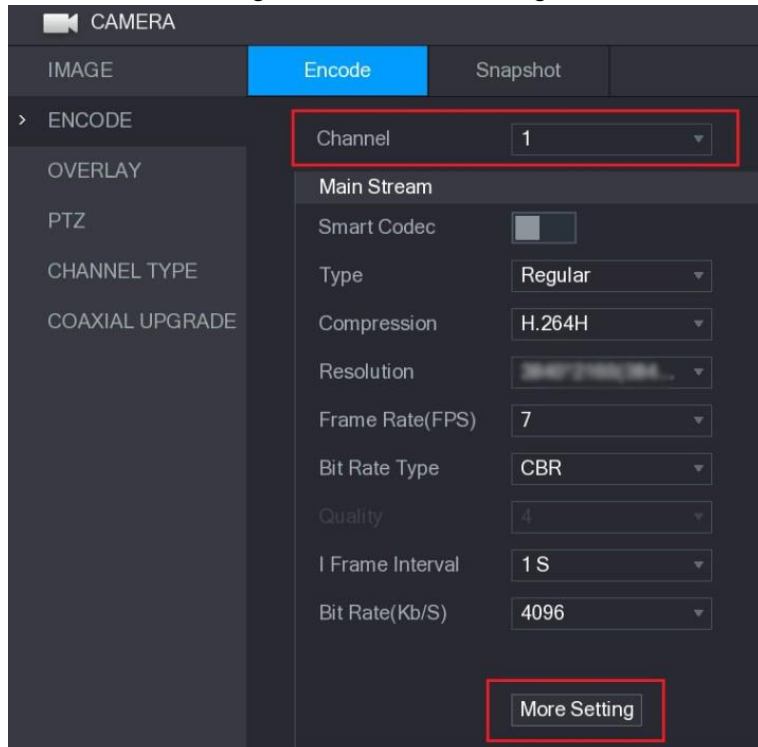 CAMERA
IMAGE
Encode
Snapshot
> ENCODE
Channel
1
OVERLAY
Main Stream
PTZ
Smart Codec
CHANNEL TYPE
Type
Regular
COAXIAL UPGRADE
Compression
H.264H
Resolution
Frame Rate(FPS)
7
Bit Rate Type
CBR
Quality
4
I Frame Interval
1 S
Bit Rate(Kb/S)
4096
More Setting